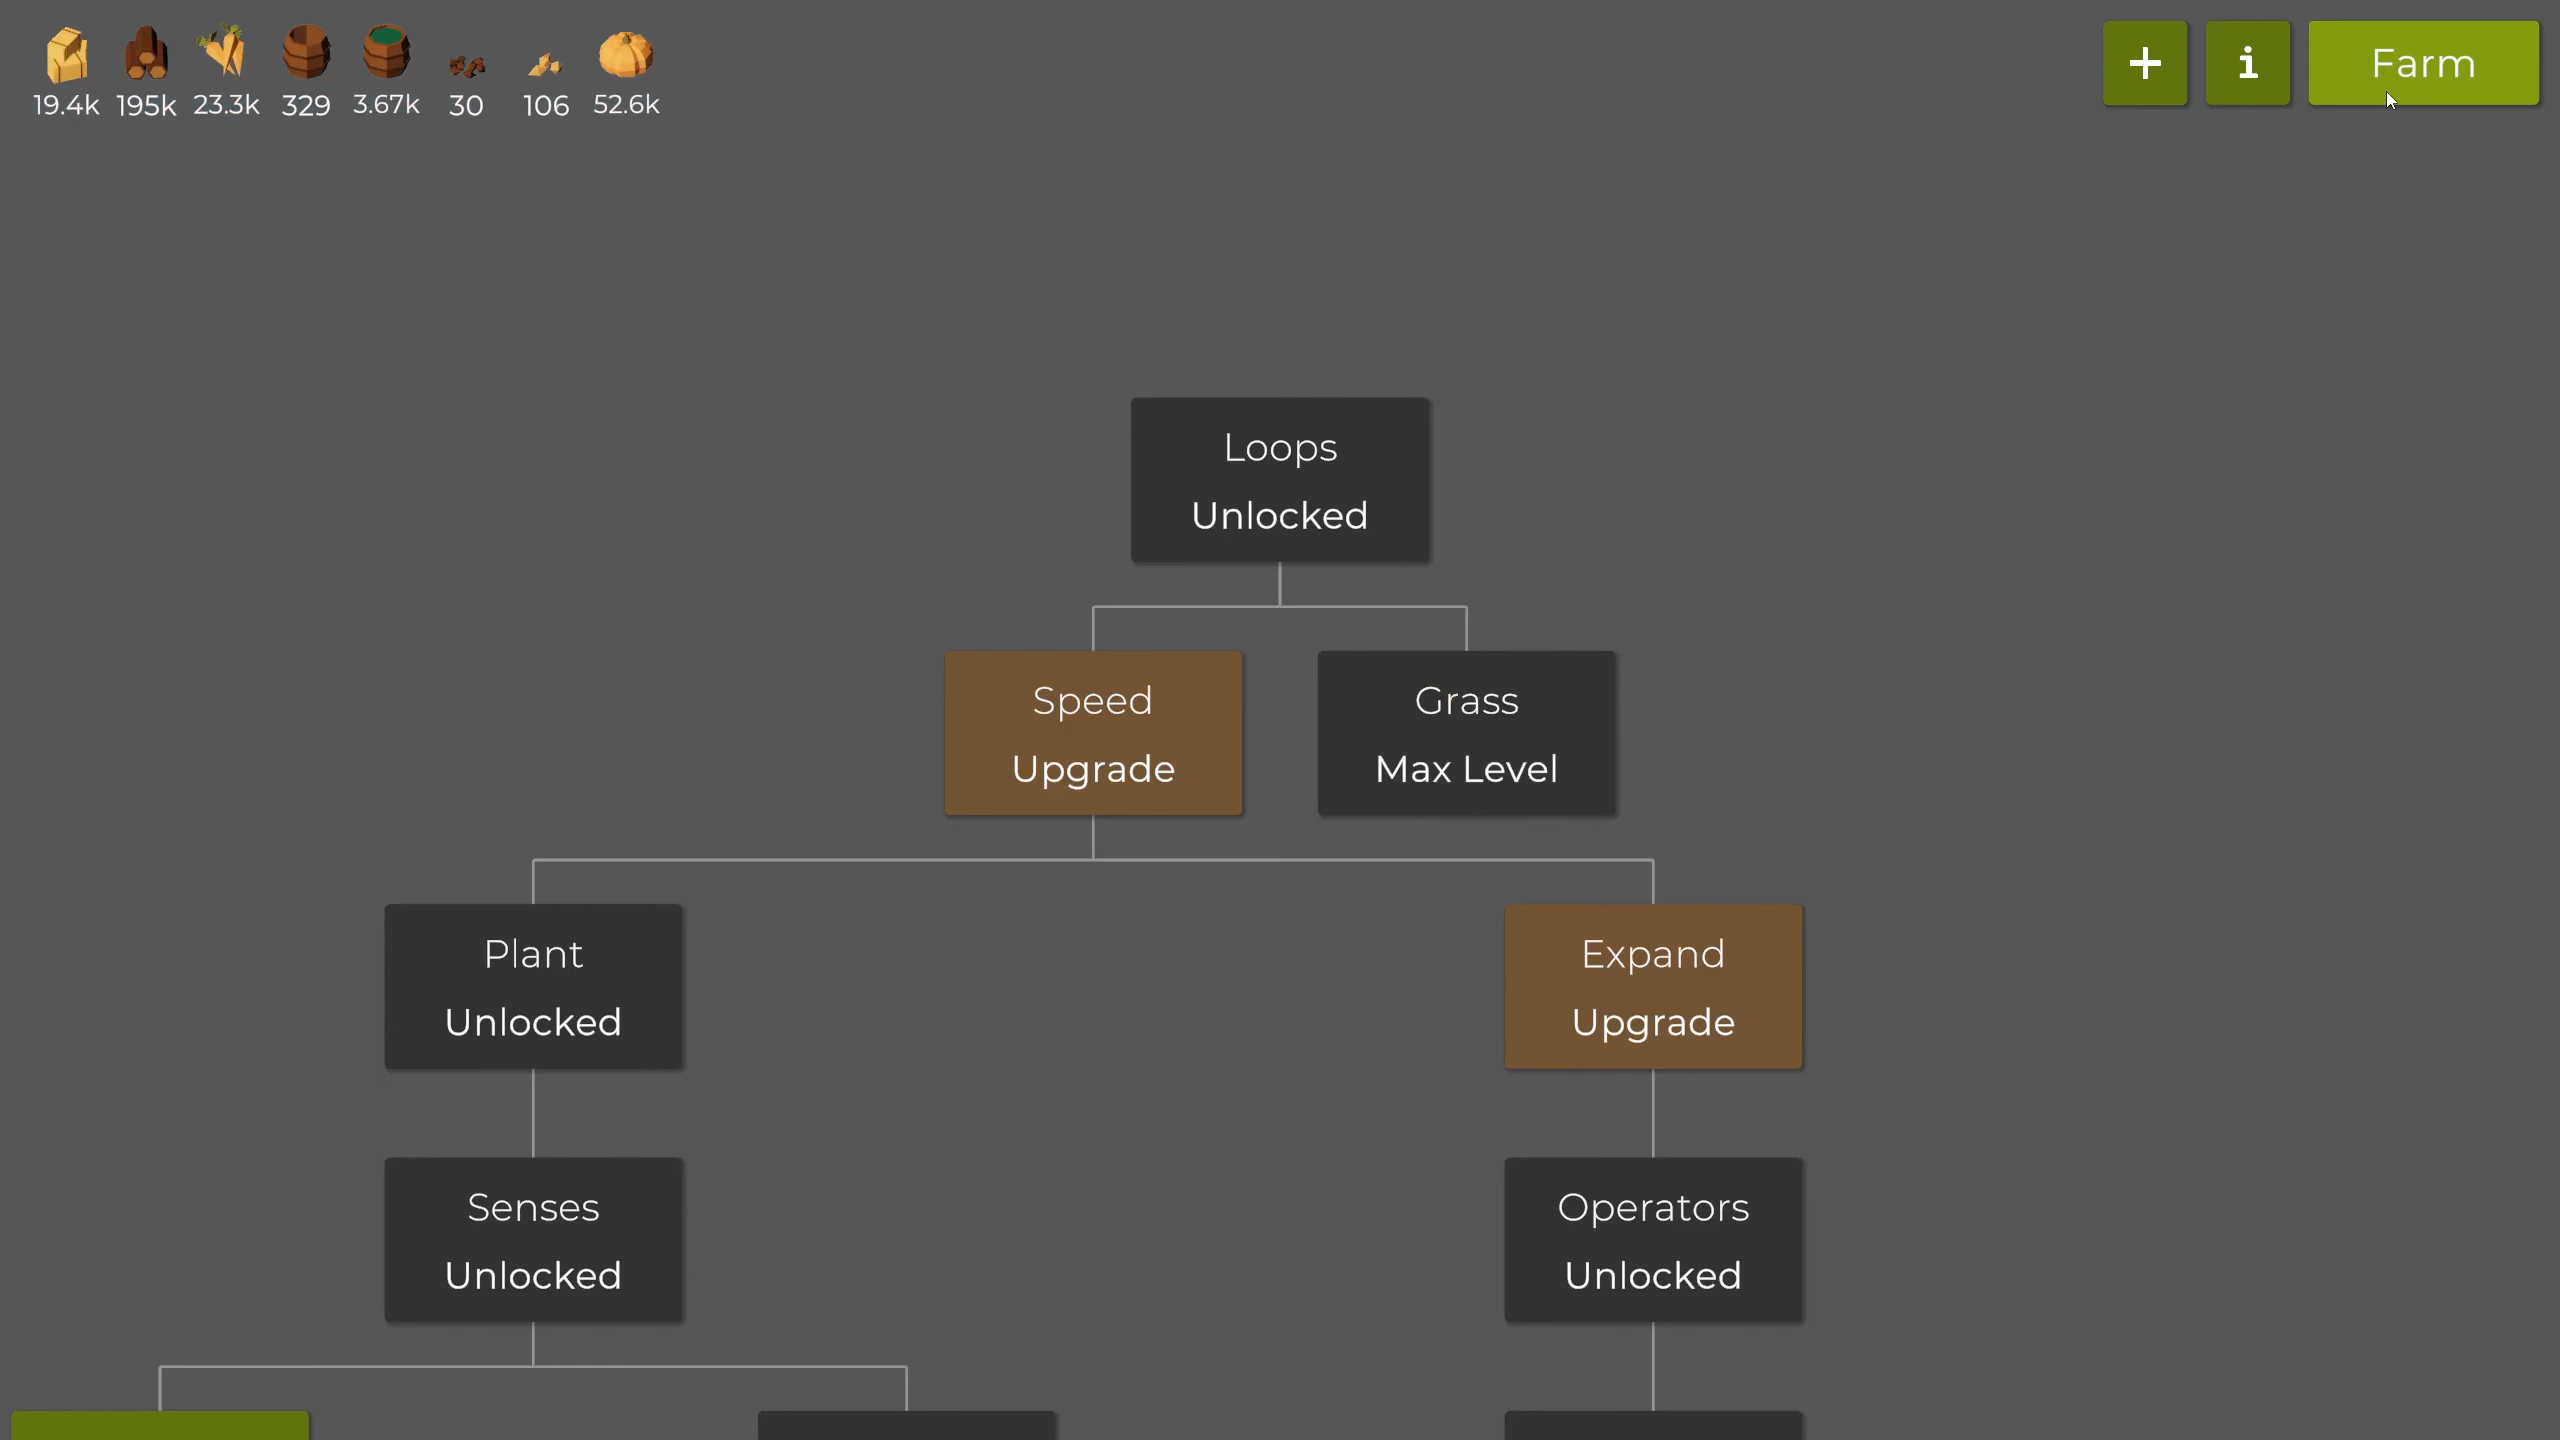 19.4k 195k 23.3k 329 3.67k 30 106 52.6k
+ i Farm
Loops
Unlocked
Speed
Upgrade
Grass
Max Level
Plant
Unlocked
Expand
Upgrade
Senses
Unlocked
Operators
Unlocked